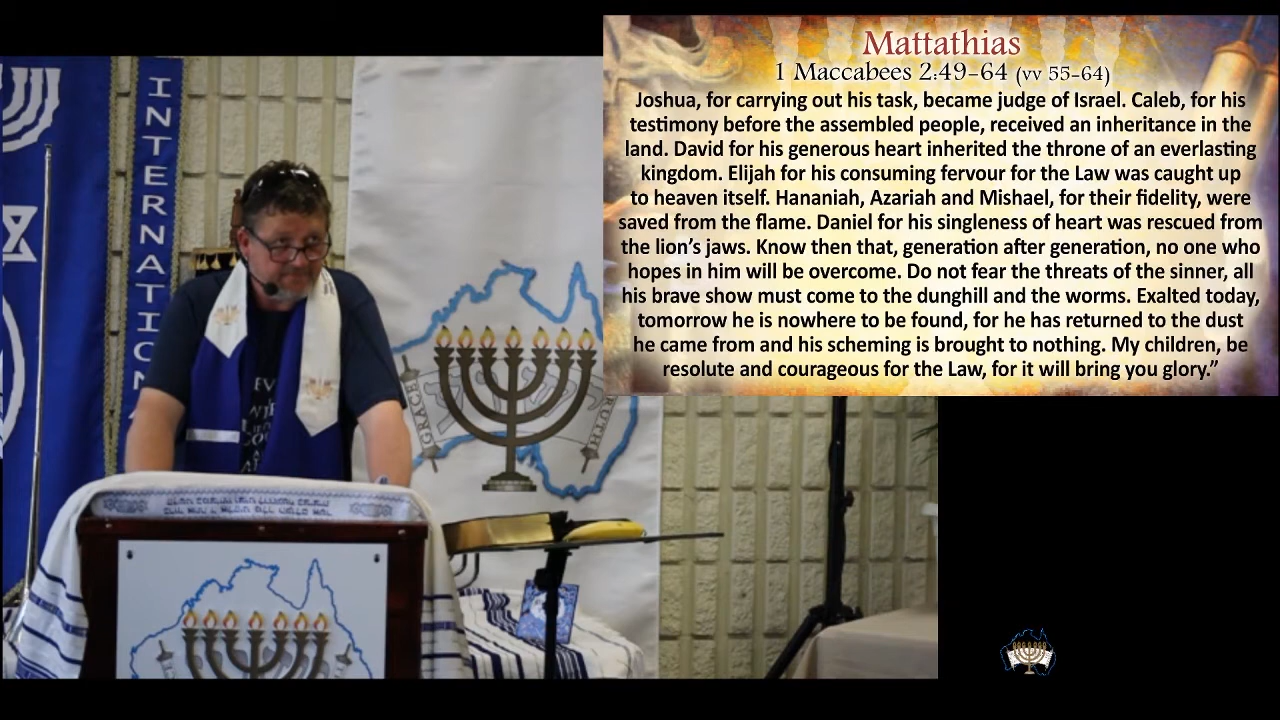 Mattathias
1 Maccabees 2:49-64 (vv 55-64)
Joshua, for carrying out his task, became judge of Israel. Caleb, for his
testimony before the assembled people, received an inheritance in the
land. David for his generous heart inherited the throne of an everlasting
kingdom. Elijah for his consuming fervour for the Law was caught up
to heaven itself. Hananiah, Azariah and Mishael, for their fidelity, were
saved from the flame. Daniel for his singleness of heart was rescued from
the lion’s jaws. Know then that, generation after generation, no one who
hopes in him will be overcome. Do not fear the threats of the sinner, all
his brave show must come to the dunghill and the worms. Exalted today,
tomorrow he is nowhere to be found, for he has returned to the dust
he came from and his scheming is brought to nothing. My children, be
resolute and courageous for the Law, for it will bring you glory.”
INTERNATIONA
GRACE
RUTH